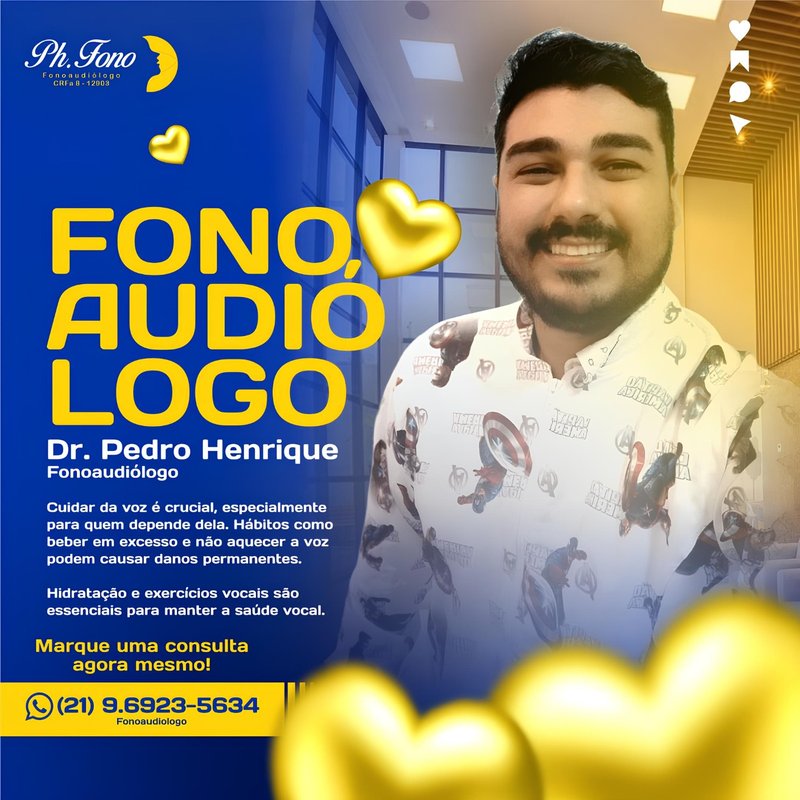 Ph. Fono
Fonoaudiólogo
CRFa 8 - 12903
FONO
AUDIÓ
LOGO
Dr. Pedro Henrique
Fonoaudiólogo
Cuidar da voz é crucial, especialmente
para quem depende dela. Hábitos como
beber em excesso e não aquecer a voz
podem causar danos permanentes.
Hidratação e exercícios vocais são
essenciais para manter a saúde vocal.
Marque uma consulta
agora mesmo!
(21) 9.6923-5634
Fonoaudiologo